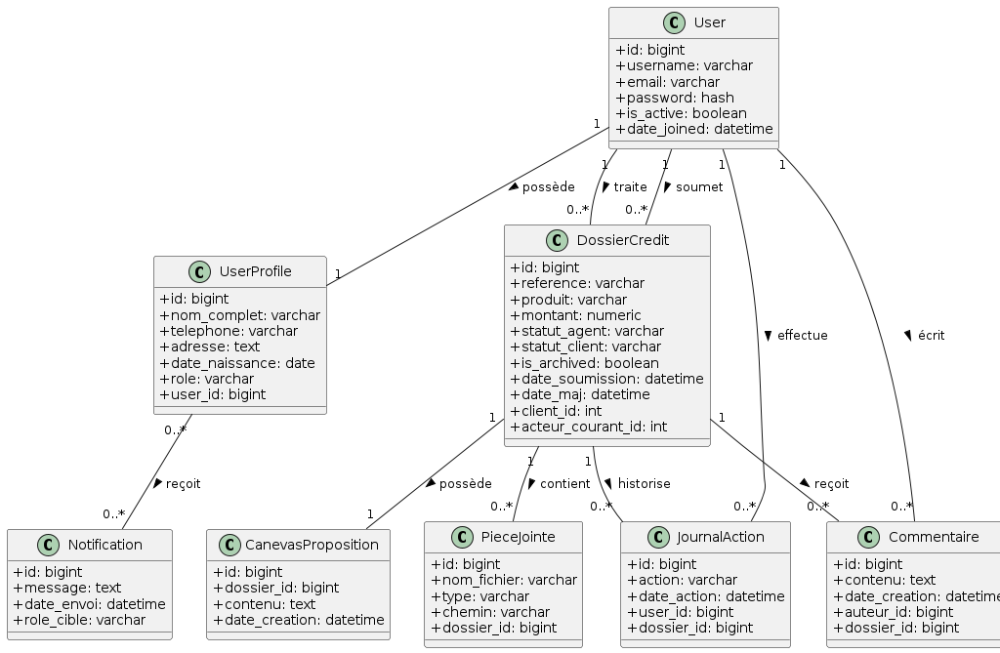 C User
+id: bigint
+username: varchar
+email: varchar
+password: hash
+is_active: boolean
+date_joined: datetime
1
1
1
1
1
possède
traite
soumet
0..*
0..*
1
effectue
écrit
C UserProfile
+id: bigint
+nom_complet: varchar
+telephone: varchar
+adresse: text
+date_naissance: date
+role: varchar
+user_id: bigint
C DossierCredit
+id: bigint
+reference: varchar
+produit: varchar
+montant: numeric
+statut_agent: varchar
+statut_client: varchar
+is_archived: boolean
+date_soumission: datetime
+date_maj: datetime
+client_id: int
+acteur_courant_id: int
0..*
1
1
1
1
reçoit
possède
contient
historise
reçoit
0..*
1
0..*
0..*
0..*
0..*
0..*
C Notification
+id: bigint
+message: text
+date_envoi: datetime
+role_cible: varchar
C CanevasProposition
+id: bigint
+dossier_id: bigint
+contenu: text
+date_creation: datetime
C PieceJointe
+id: bigint
+nom_fichier: varchar
+type: varchar
+chemin: varchar
+dossier_id: bigint
C JournalAction
+id: bigint
+action: varchar
+date_action: datetime
+user_id: bigint
+dossier_id: bigint
C Commentaire
+id: bigint
+contenu: text
+date_creation: datetime
+auteur_id: bigint
+dossier_id: bigint